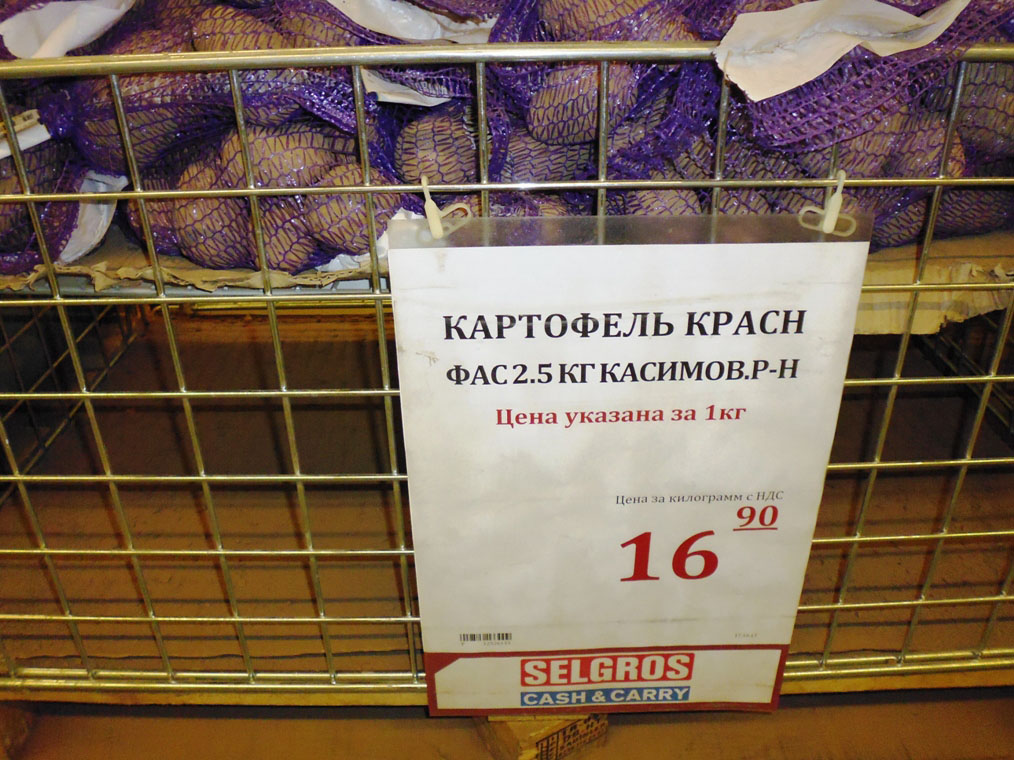 КАРТОФЕЛЬ КРАСН
ФАС 2.5 КГ КАСИМОВ.Р-Н
Цена указана за 1кг
Цена за килограмм с НДС
16 90
SELGROS
CASH & CARRY